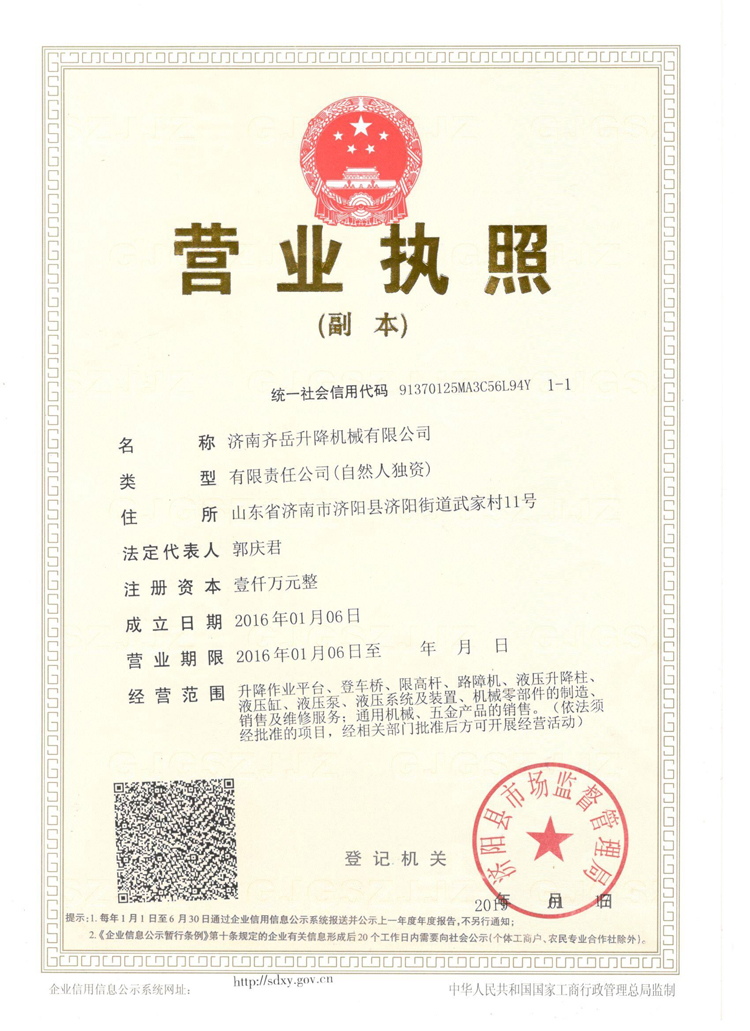 营业执照
(副 本)
统一社会信用代码 91370125MA3C56L94Y 1-1
名 称 济南齐岳升降机械有限公司
类 型 有限责任公司(自然人独资)
住 所 山东省济南市济阳县济阳街道武家村11号
法定代表人 郭庆君
注册资本 壹仟万元整
成立日期 2016年01月06日
营业期限 2016年01月06日至 年 月 日
经营范围 升降作业平台、登车桥、限高杆、路障机、液压升降柱、
液压缸、液压泵、液压系统及装置、机械零部件的制造、
销售及维修服务；通用机械、五金产品的销售。（依法须
经批准的项目，经相关部门批准后方可开展经营活动）
济阳县市场监督管理局
登记机关
年 月 日
提示:1.每年1月1日至6月30日通过企业信用信息公示系统报送并公示上一年度年度报告,不另行通知;
2.《企业信息公示暂行条例》第十条规定的企业有关信息形成后20个工作日内需要向社会公示(个体工商户、农民专业合作社除外)。
企业信用信息公示系统网址: http://sdxy.gov.cn 中华人民共和国国家工商行政管理总局监制